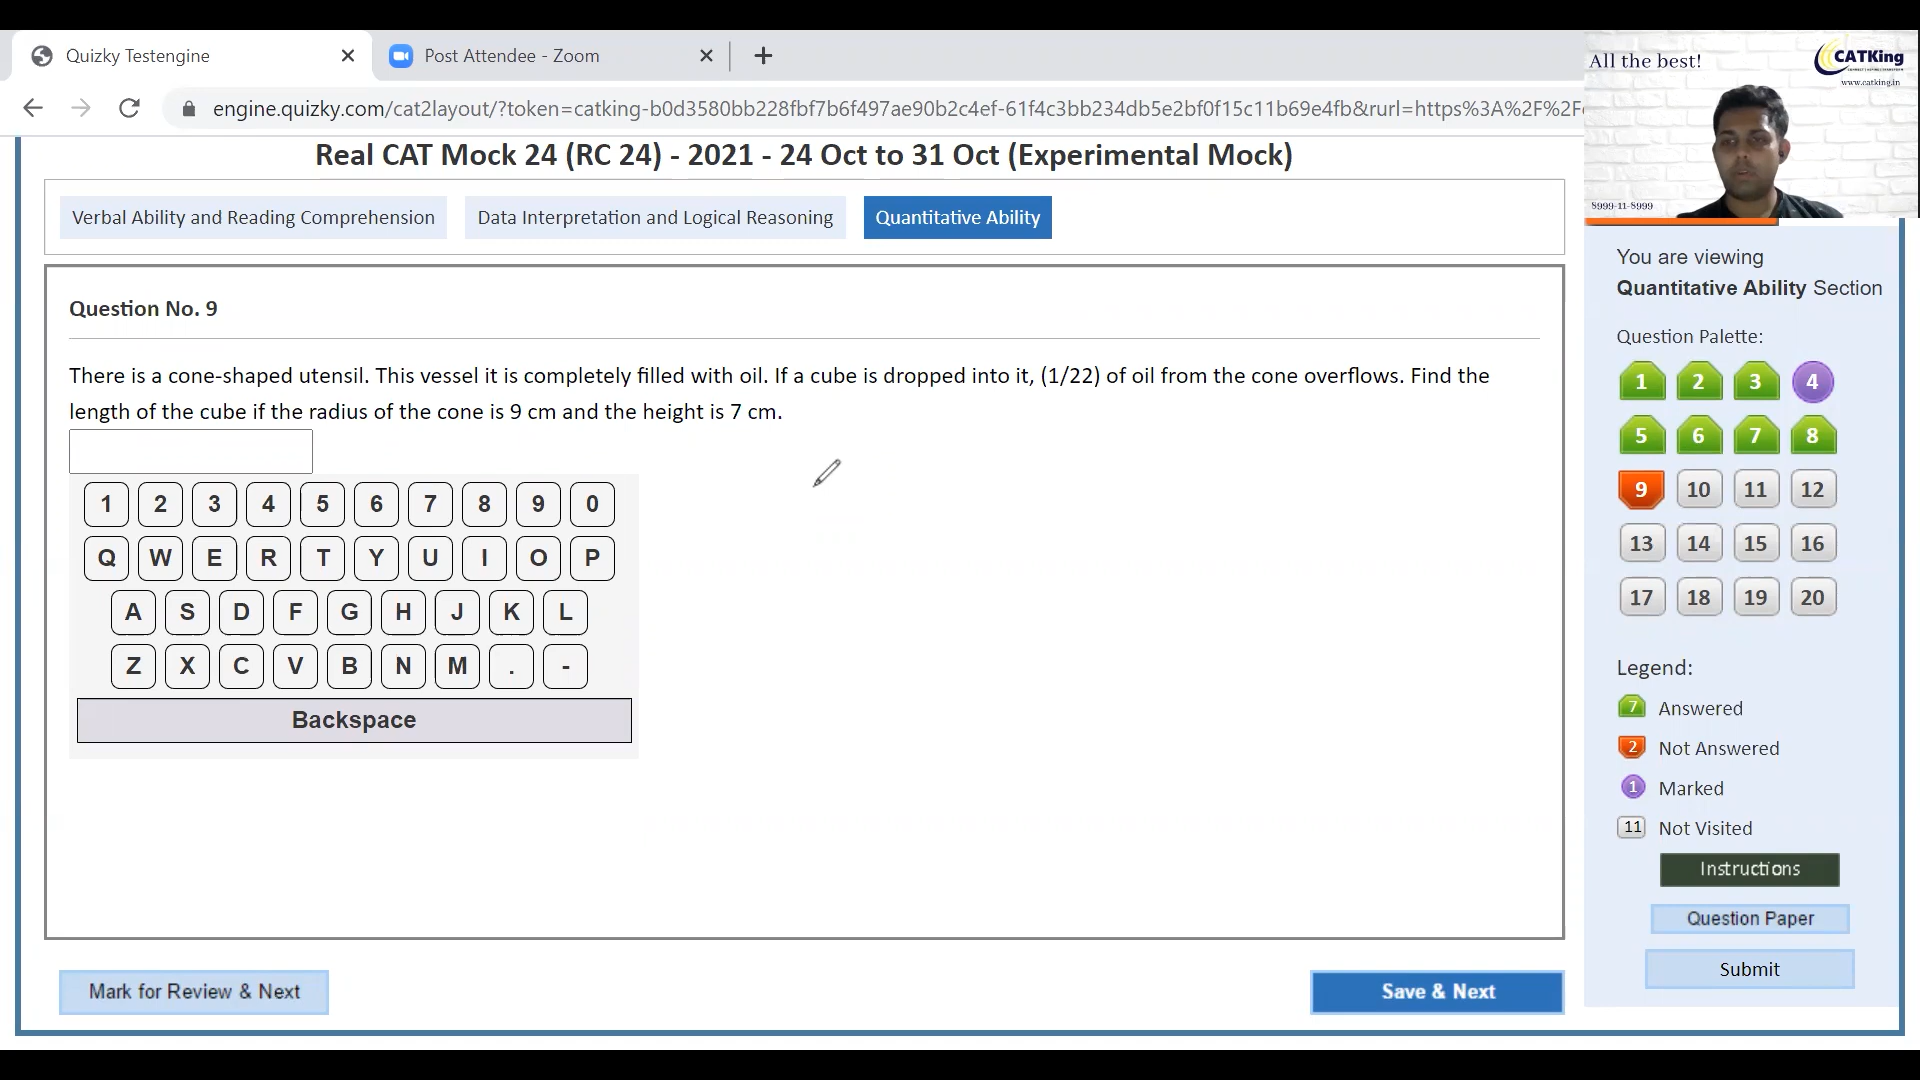 Quizky Testengine
Post Attendee - Zoom
engine.quizky.com/cat2layout/?token=catking-b0d3580bb228fbf7b6f497ae90b2c4ef-61f4c3bb234db5e2bf0f15c11b69e4fb&rurl=https%3A%2F%2F
All the best!
CATKing
www.catking.in
8999-11-8999
Real CAT Mock 24 (RC 24) - 2021 - 24 Oct to 31 Oct (Experimental Mock)
Verbal Ability and Reading Comprehension
Data Interpretation and Logical Reasoning
Quantitative Ability
Question No. 9
There is a cone-shaped utensil. This vessel it is completely filled with oil. If a cube is dropped into it, (1/22) of oil from the cone overflows. Find the
length of the cube if the radius of the cone is 9 cm and the height is 7 cm.
1 2 3 4 5 6 7 8 9 0
Q W E R T Y U I O P
A S D F G H J K L
Z X C V B N M . -
Backspace
Mark for Review & Next
Save & Next
You are viewing
Quantitative Ability Section
Question Palette:
1 2 3 4
5 6 7 8
9 10 11 12
13 14 15 16
17 18 19 20
Legend:
7 Answered
2 Not Answered
1 Marked
11 Not Visited
Instructions
Question Paper
Submit